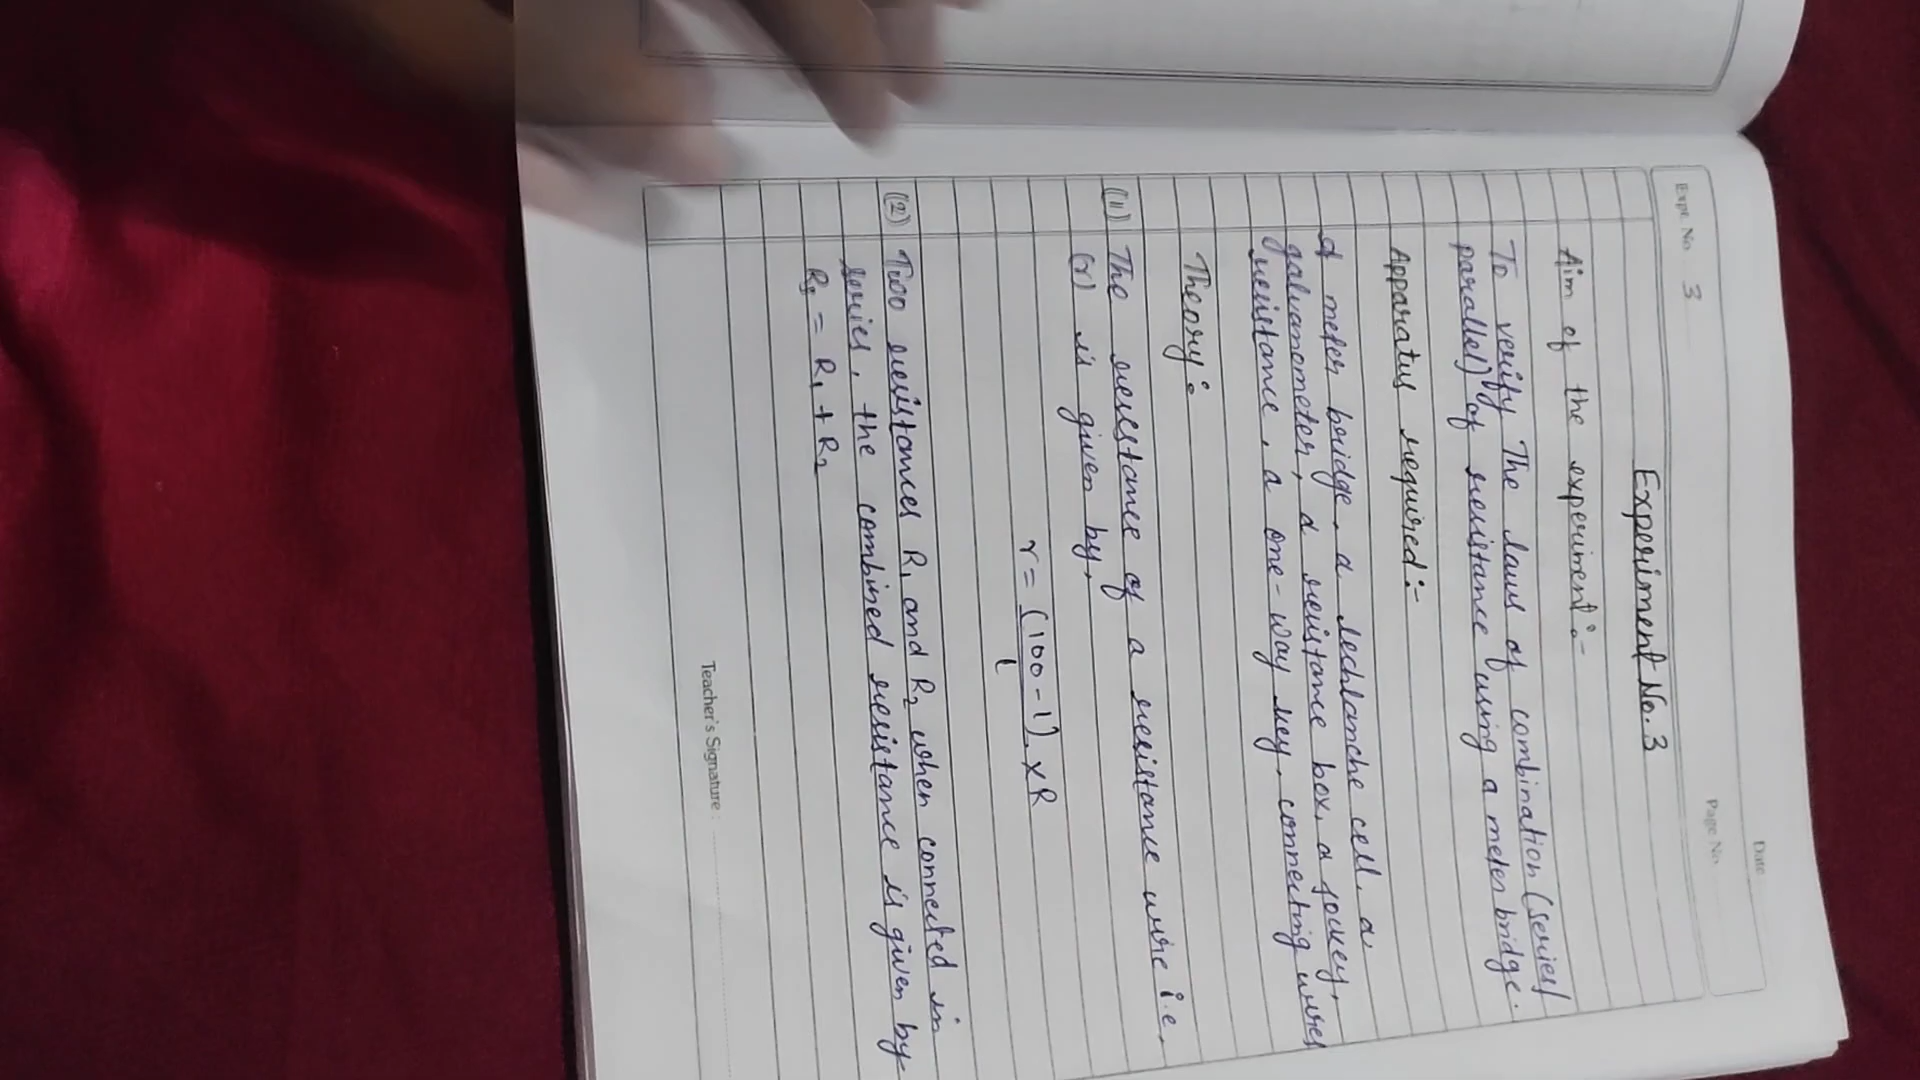 Date
Expt. No. 3
Page No.
Experiment No. 3
Aim of the experiment :-
To verify The laws of combination (series/
parallel) of resistance using a meter bridge.
Apparatus required :-
A meter bridge, a lechlanche cell, a
galvanometer, a resistance box, a jockey,
resistance, a one-way key, connecting wires
Theory :
(1) The resistance of a resistance wire i.e,
(r) is given by,
r = (100 - l) × R
l
(2) Two resistances R₁ and R₂ when connected in
series, the combined resistance is given by
Rs = R₁ + R₂
Teacher's Signature :